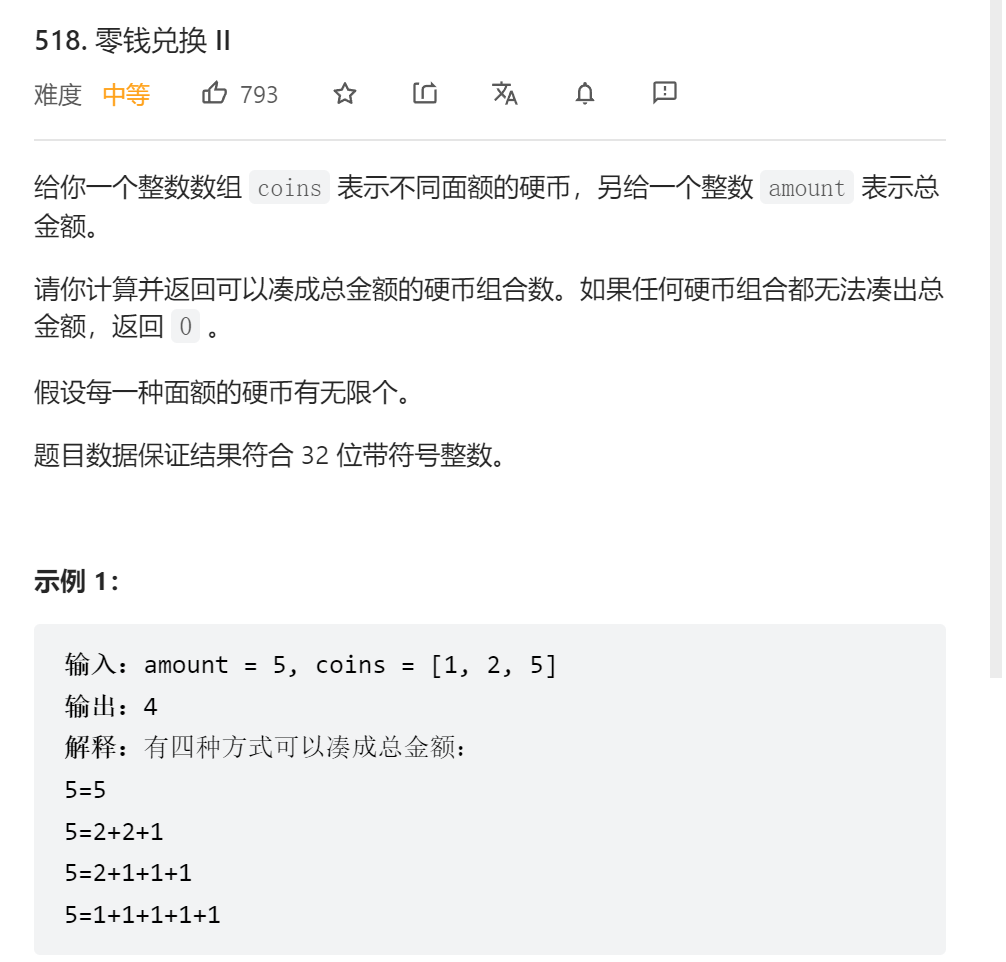 518. 零钱兑换 II
难度 中等 793
给你一个整数数组 coins 表示不同面额的硬币，另给一个整数 amount 表示总
金额。
请你计算并返回可以凑成总金额的硬币组合数。如果任何硬币组合都无法凑出总
金额，返回 0 。
假设每一种面额的硬币有无限个。
题目数据保证结果符合 32 位带符号整数。
示例 1：
输入：amount = 5, coins = [1, 2, 5]
输出：4
解释：有四种方式可以凑成总金额：
5=5
5=2+2+1
5=2+1+1+1
5=1+1+1+1+1